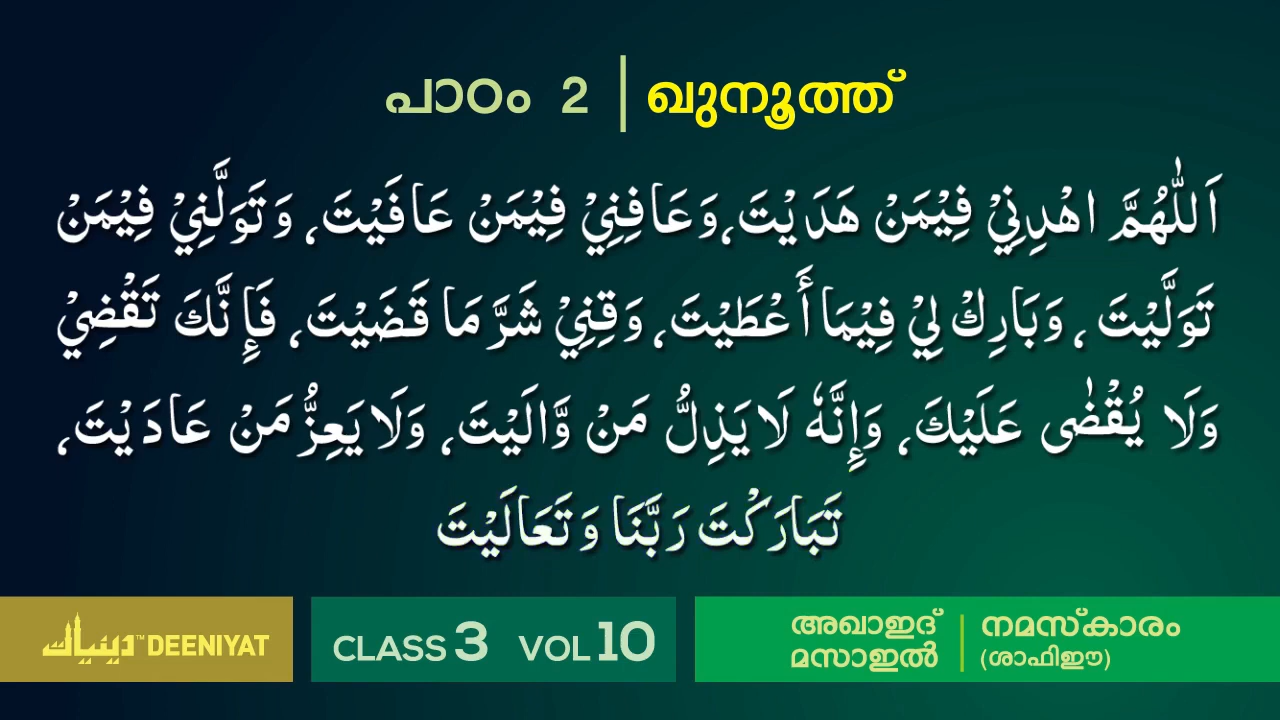 പാഠം 2 | ഖുനൂത്ത്
اَللّٰهُمَّ اهْدِنِيْ فِيْمَنْ هَدَيْتَ، وَعَافِنِيْ فِيْمَنْ عَافَيْتَ، وَتَوَلَّنِيْ فِيْمَنْ
تَوَلَّيْتَ، وَبَارِكْ لِيْ فِيْمَا أَعْطَيْتَ، وَقِنِيْ شَرَّ مَا قَضَيْتَ، فَإِنَّكَ تَقْضِيْ
وَلَا يُقْضٰى عَلَيْكَ، وَإِنَّهٗ لَا يَذِلُّ مَنْ وَّالَيْتَ، وَلَا يَعِزُّ مَنْ عَادَيْتَ،
تَبَارَكْتَ رَبَّنَا وَتَعَالَيْتَ
دينيات™ DEENIYAT
CLASS 3 VOL 10
അഖാഇദ്
മസാഇൽ
നമസ്കാരം
(ശാഫിഈ)